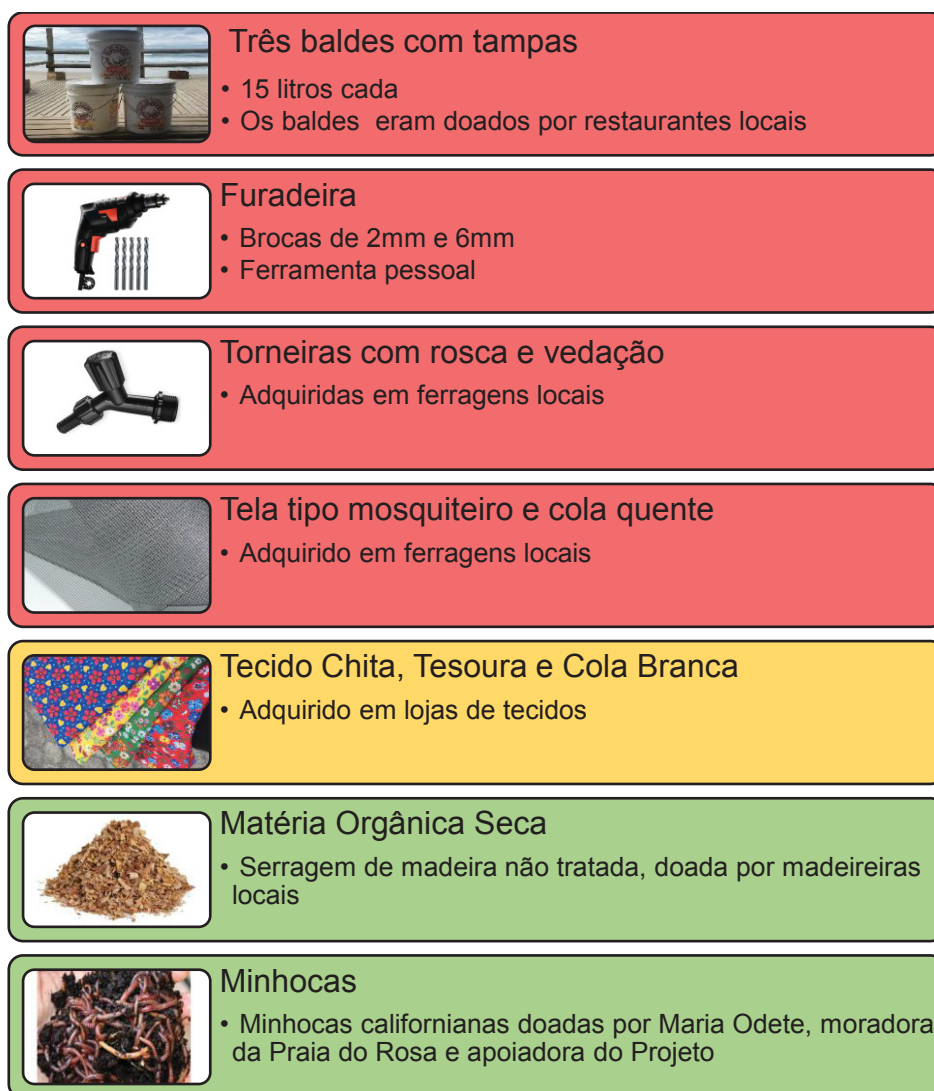 Três baldes com tampas
• 15 litros cada
• Os baldes eram doados por restaurantes locais
Furadeira
• Brocas de 2mm e 6mm
• Ferramenta pessoal
Torneiras com rosca e vedação
• Adquiridas em ferragens locais
Tela tipo mosquiteiro e cola quente
• Adquirido em ferragens locais
Tecido Chita, Tesoura e Cola Branca
• Adquirido em lojas de tecidos
Matéria Orgânica Seca
• Serragem de madeira não tratada, doada por madeireiras
locais
Minhocas
• Minhocas californianas doadas por Maria Odete, moradora
da Praia do Rosa e apoiadora do Projeto